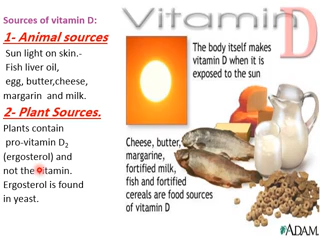 Sources of vitamin D:
1- Animal sources
Sun light on skin.-
Fish liver oil,
egg, butter,cheese,
margarin and milk.
2- Plant Sources.
Plants contain
pro-vitamin D2
(ergosterol) and
not the vitamin.
Ergosterol is found
in yeast.
Vitamin D
The body itself makes
vitamin D when it is
exposed to the sun
Cheese, butter,
margarine,
fortified milk,
fish and fortified
cereals are food sources
of vitamin D
ADAM.